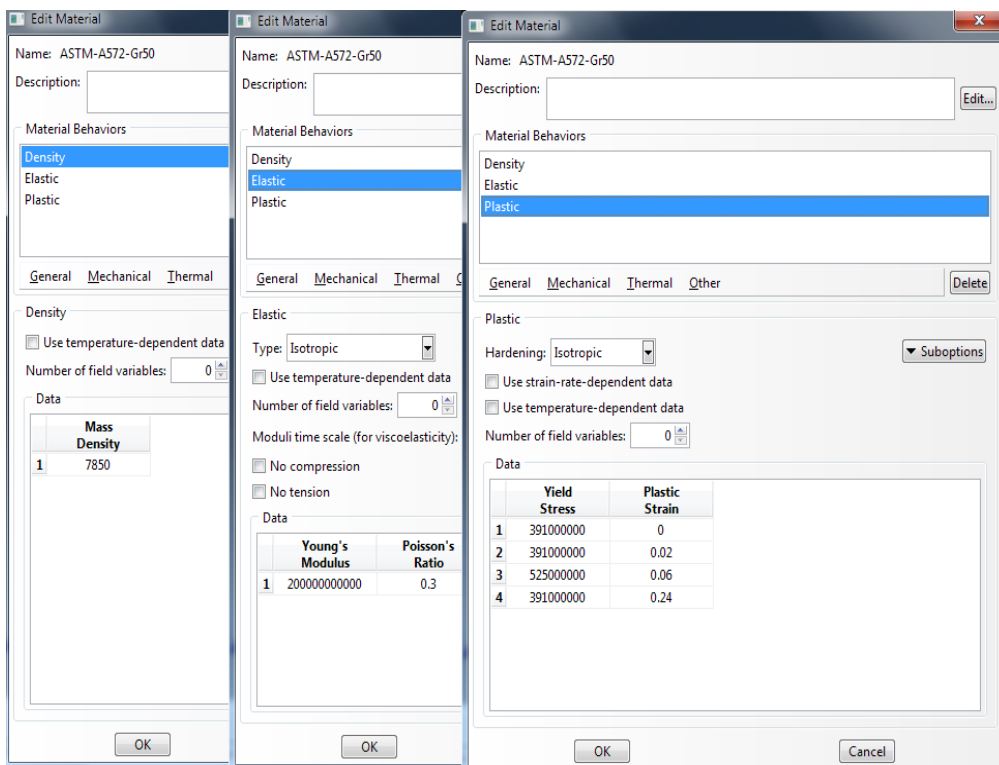 Edit Material
Name: ASTM-A572-Gr50
Description:
Material Behaviors
Density
Elastic
Plastic
General Mechanical Thermal
Density
Use temperature-dependent data
Number of field variables: 0
Data
Mass
Density
1 7850
OK
Edit Material
Name: ASTM-A572-Gr50
Description:
Material Behaviors
Density
Elastic
Plastic
General Mechanical Thermal
Elastic
Type: Isotropic
Use temperature-dependent data
Number of field variables: 0
Moduli time scale (for viscoelasticity):
No compression
No tension
Data
Young's Poisson's
Modulus Ratio
1 200000000000 0.3
OK
Edit Material
Name: ASTM-A572-Gr50
Description:
Edit...
Material Behaviors
Density
Elastic
Plastic
General Mechanical Thermal Other Delete
Plastic
Hardening: Isotropic Suboptions
Use strain-rate-dependent data
Use temperature-dependent data
Number of field variables: 0
Data
Yield Plastic
Stress Strain
1 391000000 0
2 391000000 0.02
3 525000000 0.06
4 391000000 0.24
OK Cancel